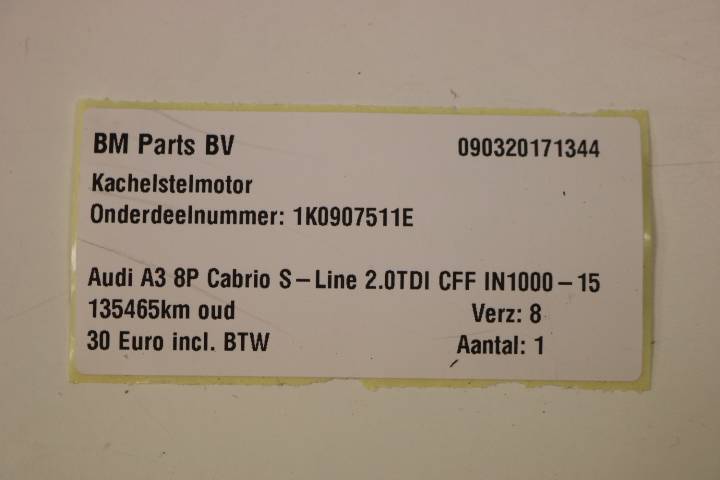 BM Parts BV 090320171344
Kachelstelmotor
Onderdeelnummer: 1K0907511E
Audi A3 8P Cabrio S-Line 2.0TDI CFF IN1000-15
135465km oud Verz: 8
30 Euro incl. BTW Aantal: 1